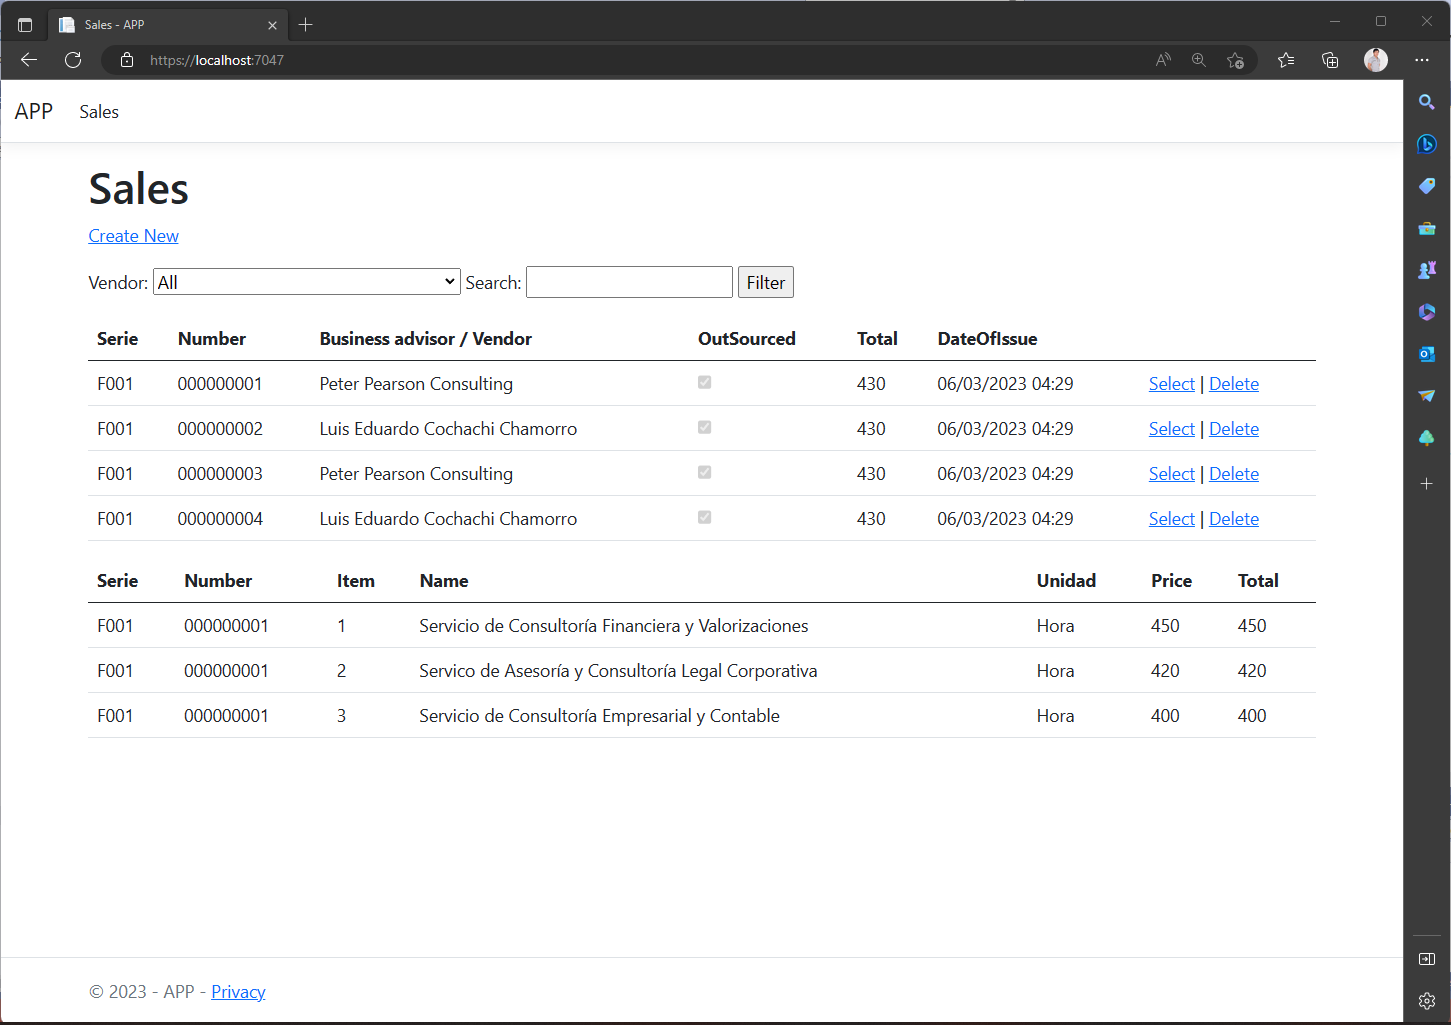 Sales - APP
https://localhost:7047
APP Sales
Sales
Create New
Vendor: All Search: Filter
Serie Number Business advisor / Vendor OutSourced Total DateOfIssue
F001 000000001 Peter Pearson Consulting 430 06/03/2023 04:29 Select | Delete
F001 000000002 Luis Eduardo Cochachi Chamorro 430 06/03/2023 04:29 Select | Delete
F001 000000003 Peter Pearson Consulting 430 06/03/2023 04:29 Select | Delete
F001 000000004 Luis Eduardo Cochachi Chamorro 430 06/03/2023 04:29 Select | Delete
Serie Number Item Name Unidad Price Total
F001 000000001 1 Servicio de Consultoría Financiera y Valorizaciones Hora 450 450
F001 000000001 2 Servico de Asesoría y Consultoría Legal Corporativa Hora 420 420
F001 000000001 3 Servicio de Consultoría Empresarial y Contable Hora 400 400
© 2023 - APP - Privacy